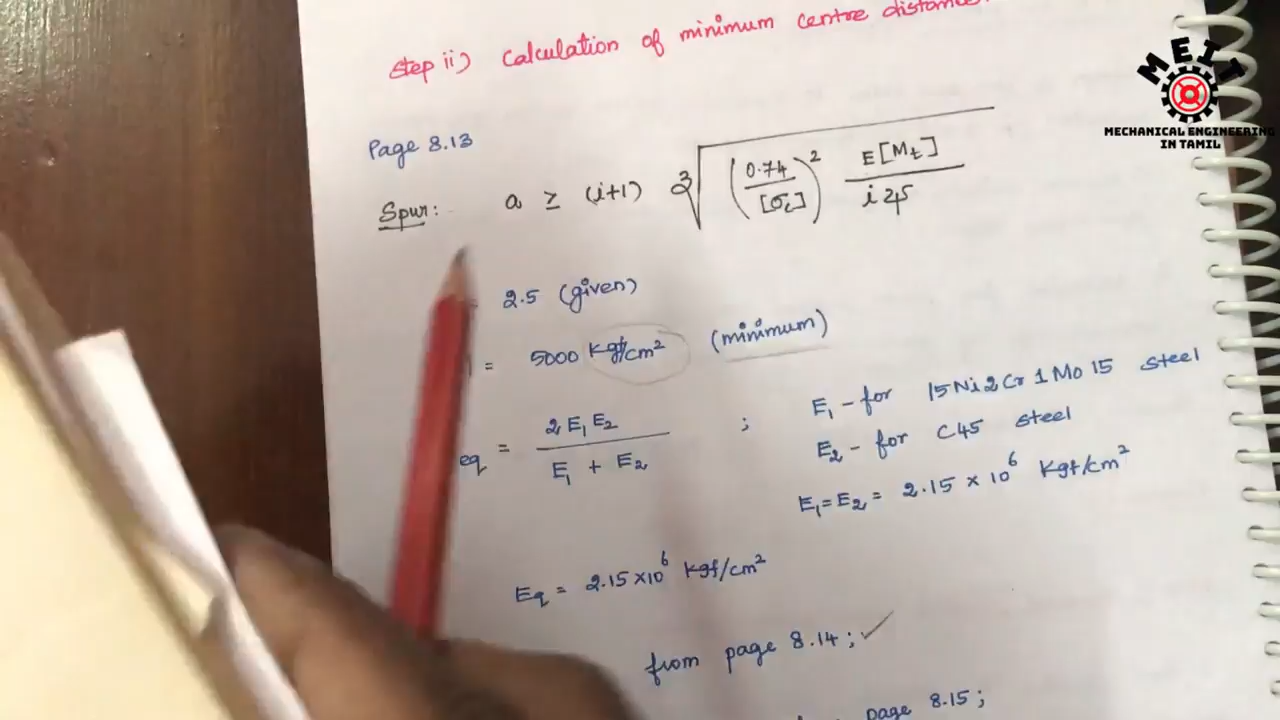 Step ii) Calculation of minimum centre distance.
MEIT
MECHANICAL ENGINEERING
IN TAMIL
Page 8.13
Spur: a ≥ (i+1) ∛((0.74/[σc])² E[Mt]/iψ)
= 2.5 (given)
= 5000 Kgf/cm² (minimum)
eq = 2E₁E₂/(E₁ + E₂) ; E₁ - for 15Ni2Cr1Mo15 steel
E₂ - for C45 steel
E₁=E₂ = 2.15 × 10⁶ Kgf/cm²
Eq = 2.15×10⁶ Kgf/cm²
from page 8.14;
page 8.15;